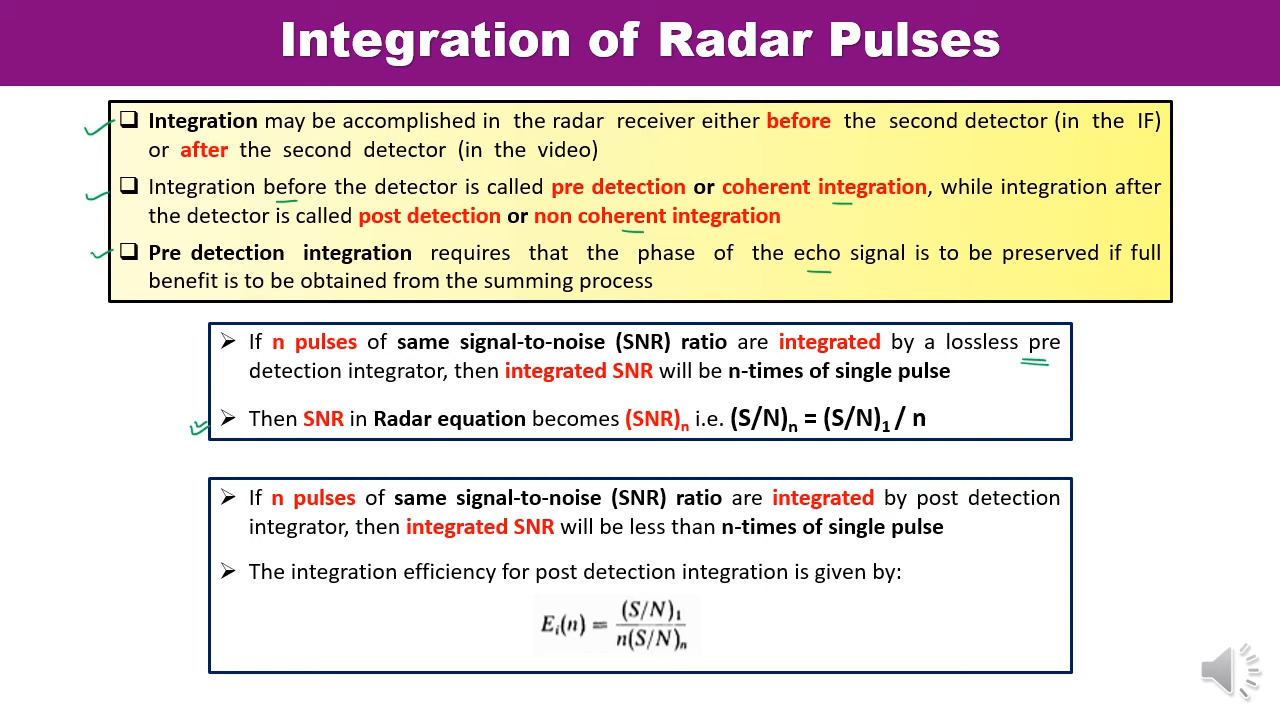 Integration of Radar Pulses
❑ Integration may be accomplished in the radar receiver either before the second detector (in the IF)
or after the second detector (in the video)
❑ Integration before the detector is called pre detection or coherent integration, while integration after
the detector is called post detection or non coherent integration
❑ Pre detection integration requires that the phase of the echo signal is to be preserved if full
benefit is to be obtained from the summing process
➢ If n pulses of same signal-to-noise (SNR) ratio are integrated by a lossless pre
detection integrator, then integrated SNR will be n-times of single pulse
➢ Then SNR in Radar equation becomes (SNR)n i.e. (S/N)n = (S/N)1 / n
➢ If n pulses of same signal-to-noise (SNR) ratio are integrated by post detection
integrator, then integrated SNR will be less than n-times of single pulse
➢ The integration efficiency for post detection integration is given by:
Ei(n) = (S/N)1 / n(S/N)n